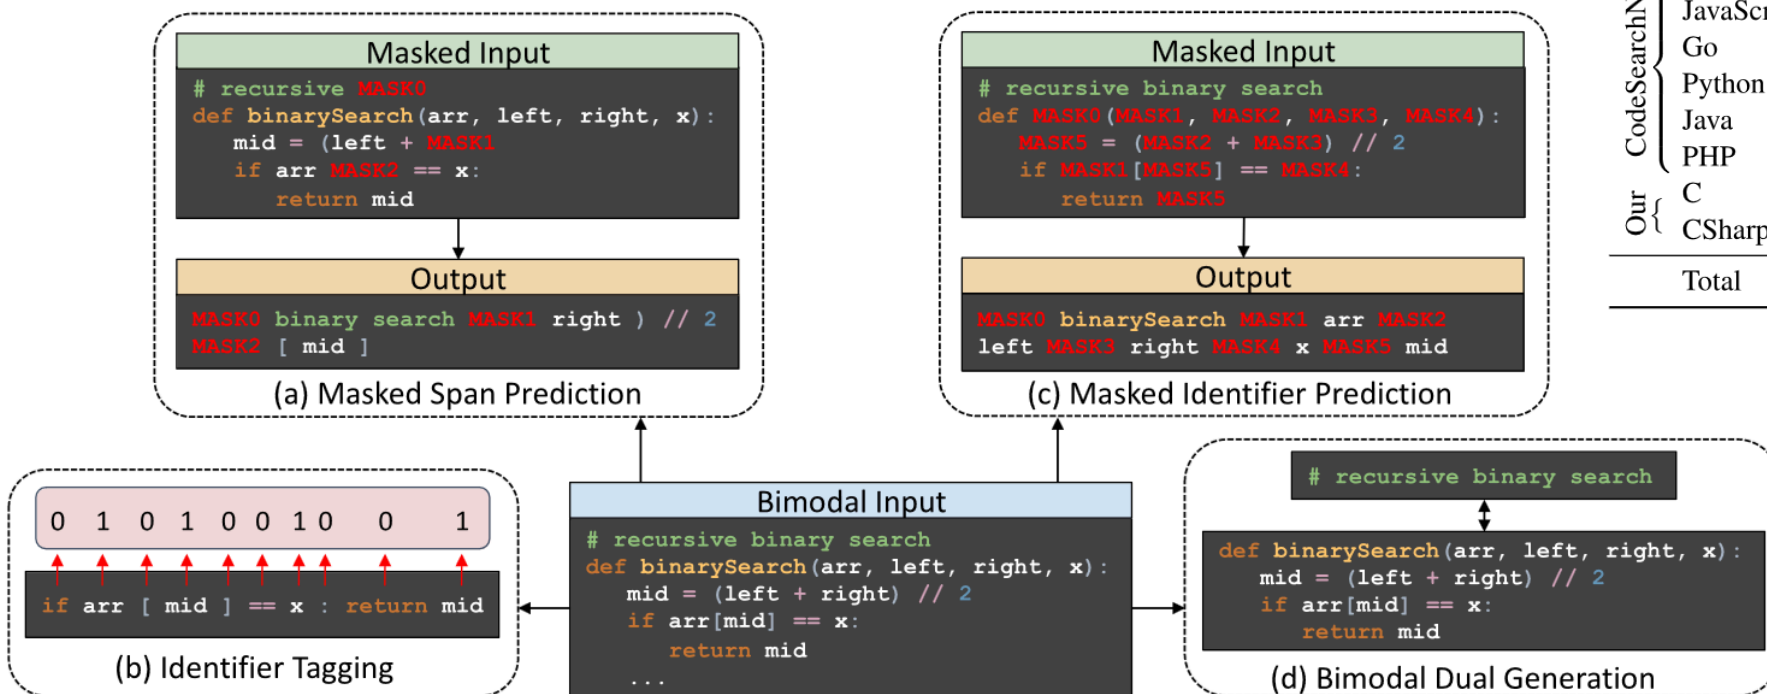 Masked Input
# recursive MASK0
def binarySearch(arr, left, right, x):
mid = (left + MASK1
if arr MASK2 == x:
return mid
Output
MASK0 binary search MASK1 right ) // 2
MASK2 [ mid ]
(a) Masked Span Prediction
Masked Input
# recursive binary search
def MASK0(MASK1, MASK2, MASK3, MASK4):
MASK5 = (MASK2 + MASK3) // 2
if MASK1[MASK5] == MASK4:
return MASK5
Output
MASK0 binarySearch MASK1 arr MASK2
left MASK3 right MASK4 x MASK5 mid
(c) Masked Identifier Prediction
CodeSearchN
JavaScr
Go
Python
Java
PHP
Our
C
CSharp
Total
0 1 0 1 0 0 1 0 0 1
if arr [ mid ] == x : return mid
(b) Identifier Tagging
Bimodal Input
# recursive binary search
def binarySearch(arr, left, right, x):
mid = (left + right) // 2
if arr[mid] == x:
return mid
...
# recursive binary search
def binarySearch(arr, left, right, x):
mid = (left + right) // 2
if arr[mid] == x:
return mid
(d) Bimodal Dual Generation